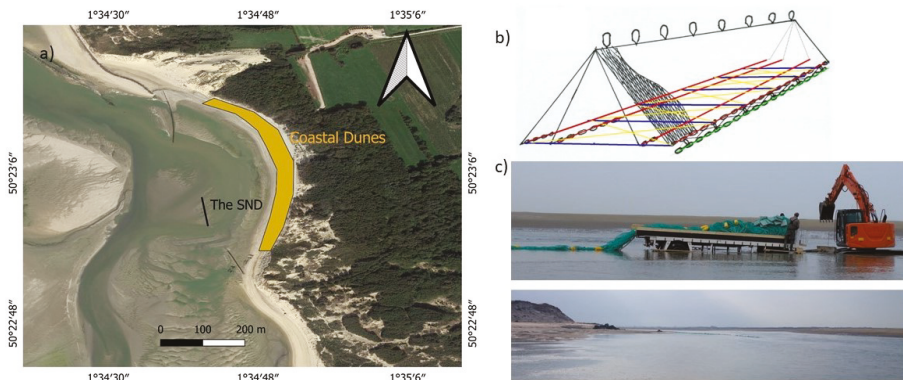 1°34′30″ 1°34′48″ 1°35′6″
a)
Coastal Dunes
The SND
0 100 200 m
50°23′6″
50°22′48″
50°23′6″
50°22′48″
1°34′30″ 1°34′48″ 1°35′6″
b)
c)